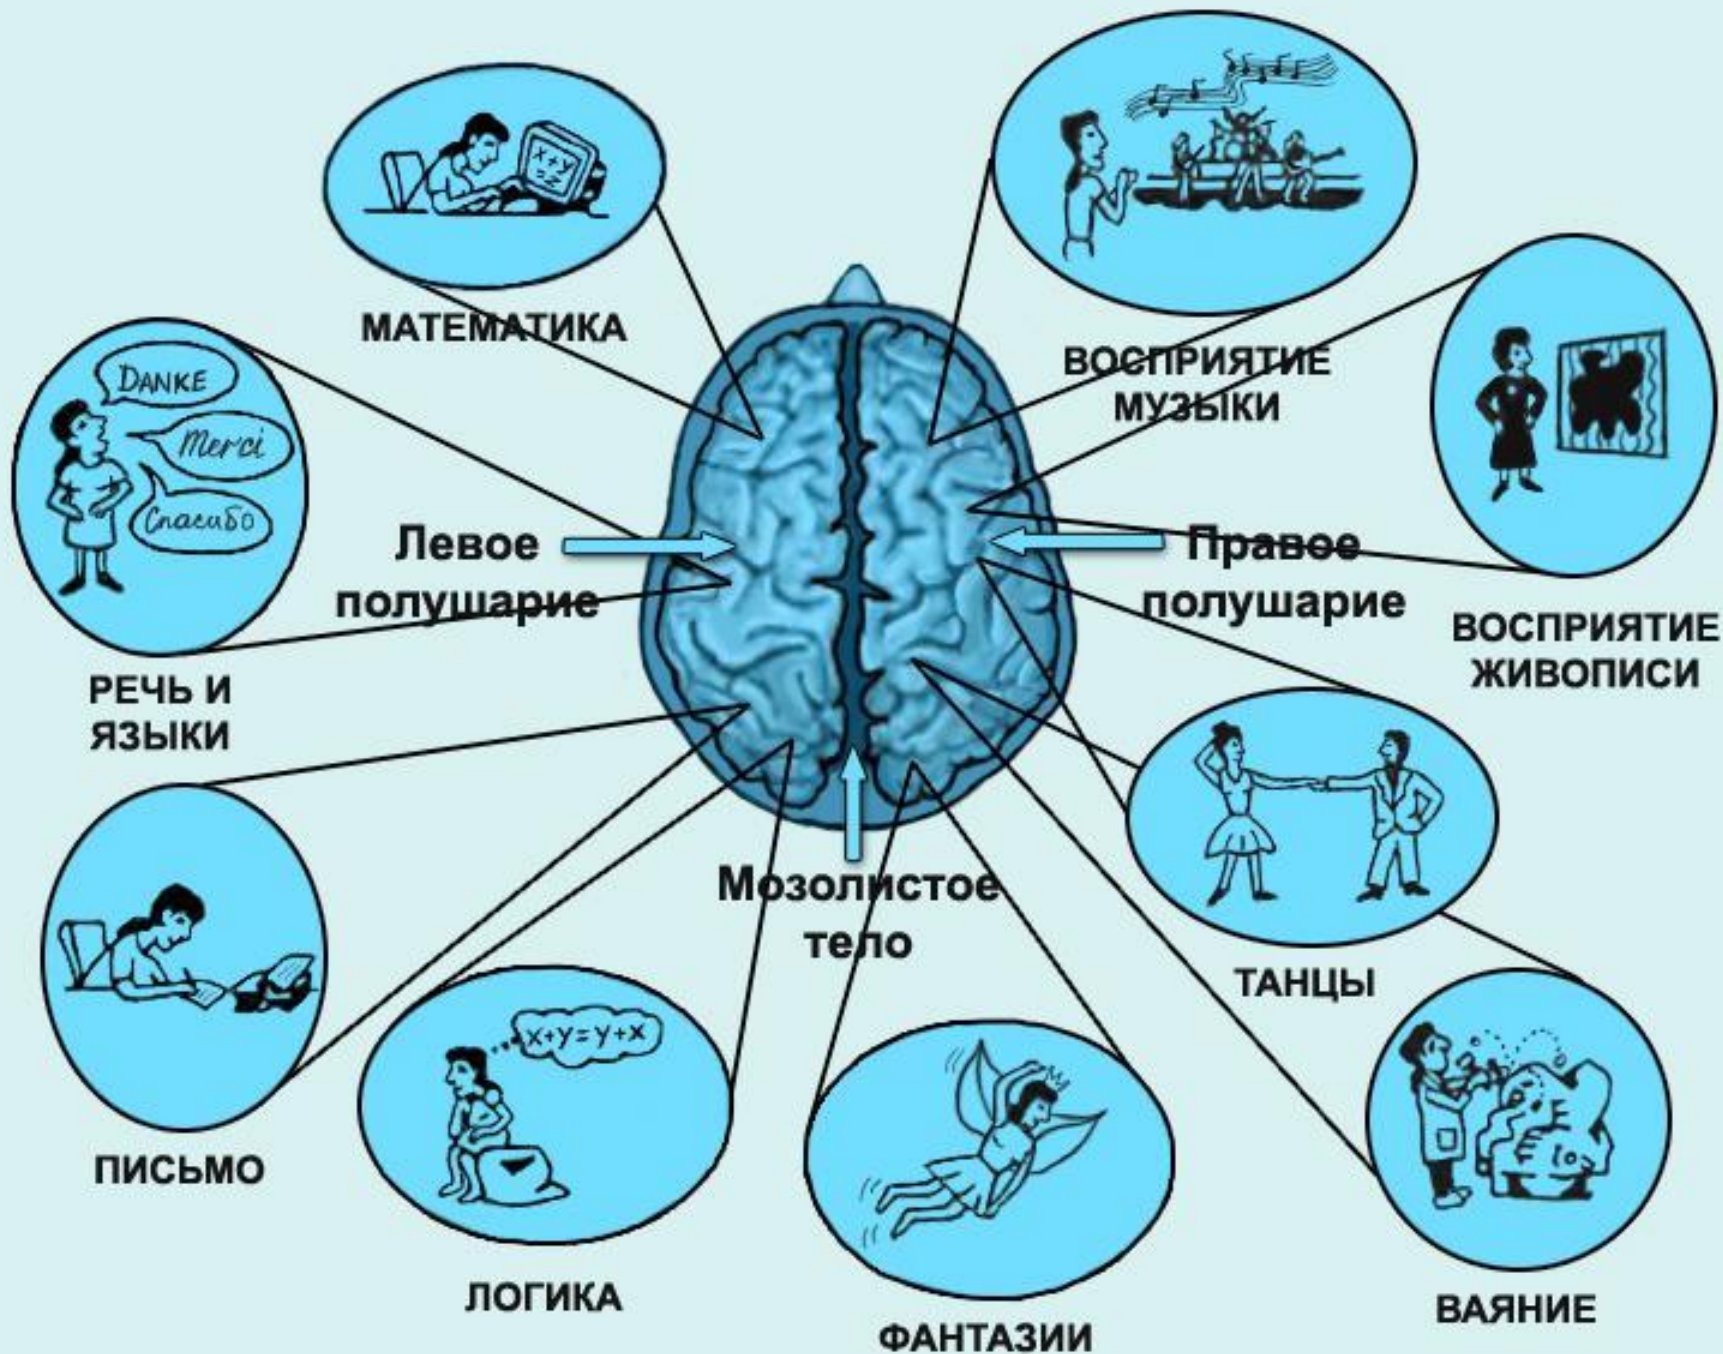 X+Y
=Z
МАТЕМАТИКА
ВОСПРИЯТИЕ
МУЗЫКИ
DANKE
Merci
Спасибо
РЕЧЬ И
ЯЗЫКИ
Левое
полушарие
Правое
полушарие
ВОСПРИЯТИЕ
ЖИВОПИСИ
Мозолистое
тело
ТАНЦЫ
ПИСЬМО
X+Y=Y+X
ЛОГИКА
ФАНТАЗИИ
ВАЯНИЕ